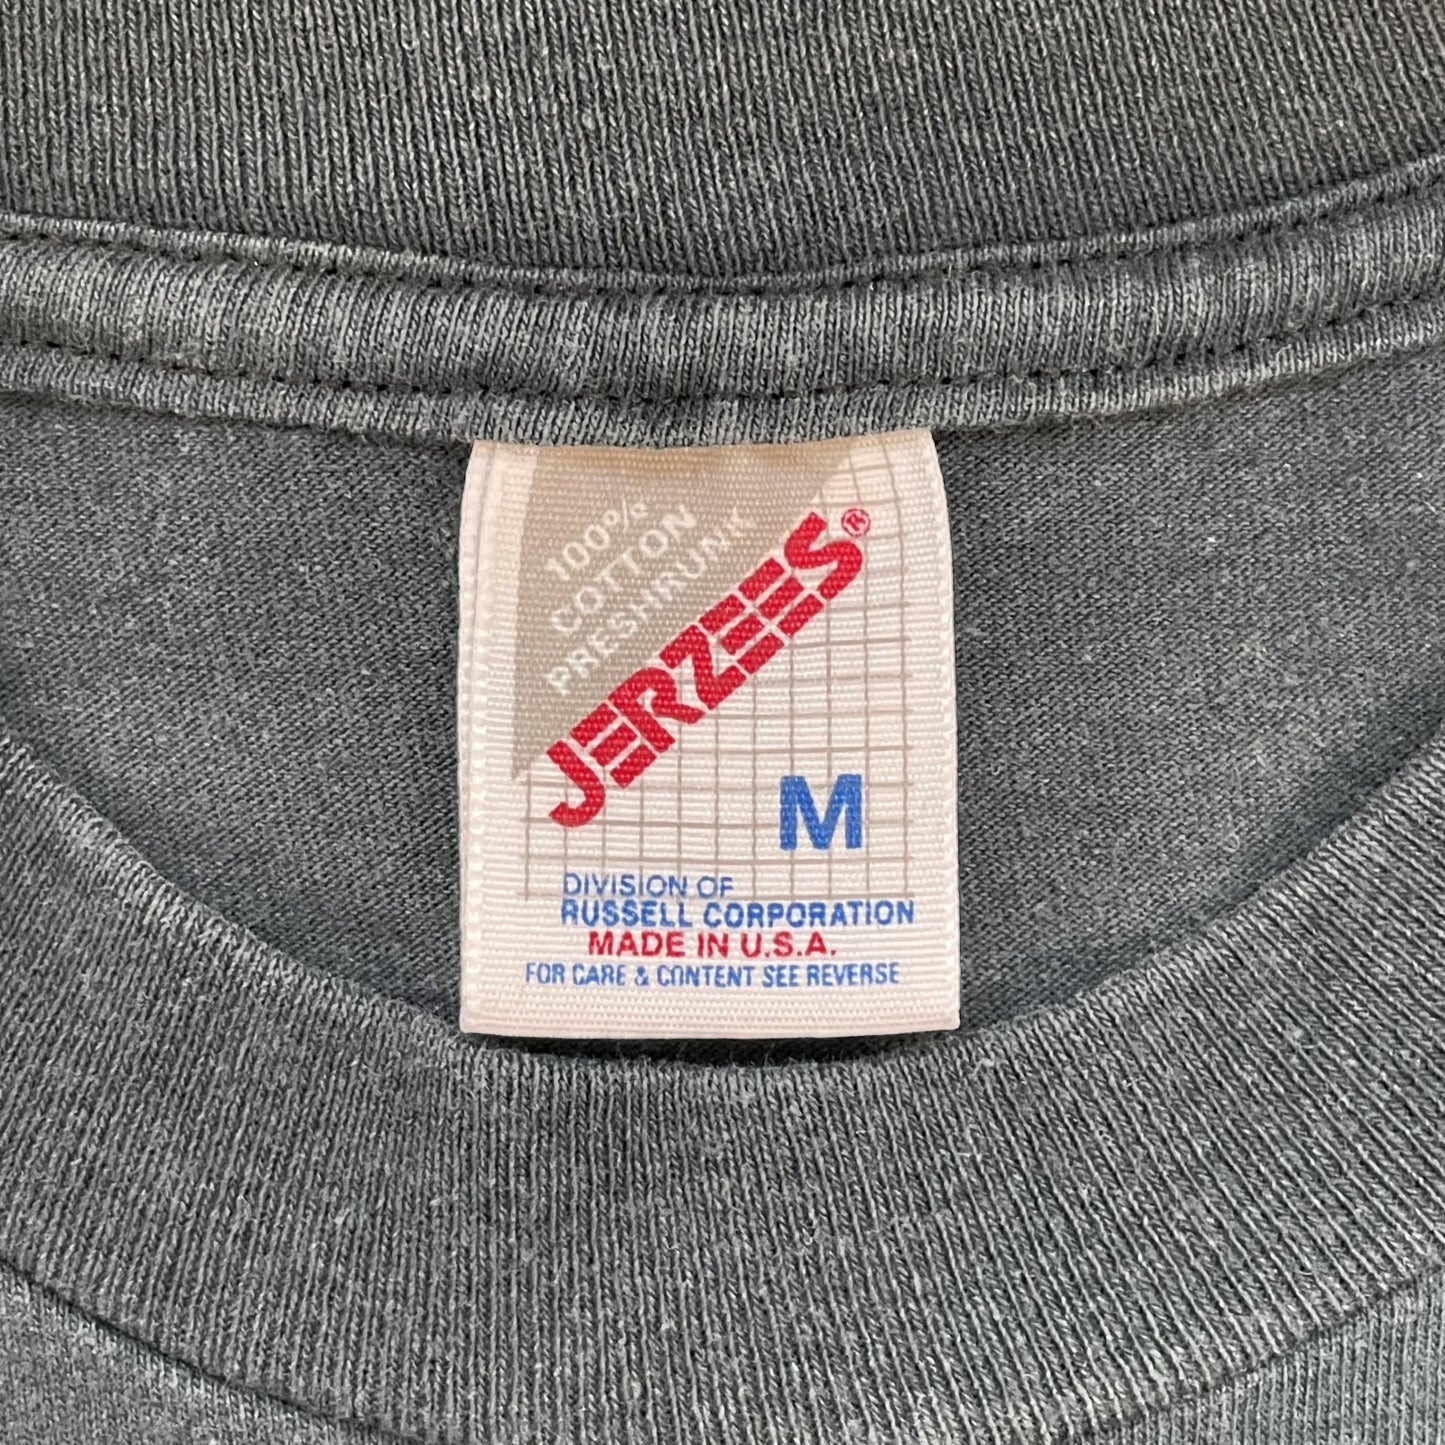 100%
COTTON
PRESHRUNK
JERZEES®
M
DIVISION OF
RUSSELL CORPORATION
MADE IN U.S.A.
FOR CARE & CONTENT SEE REVERSE